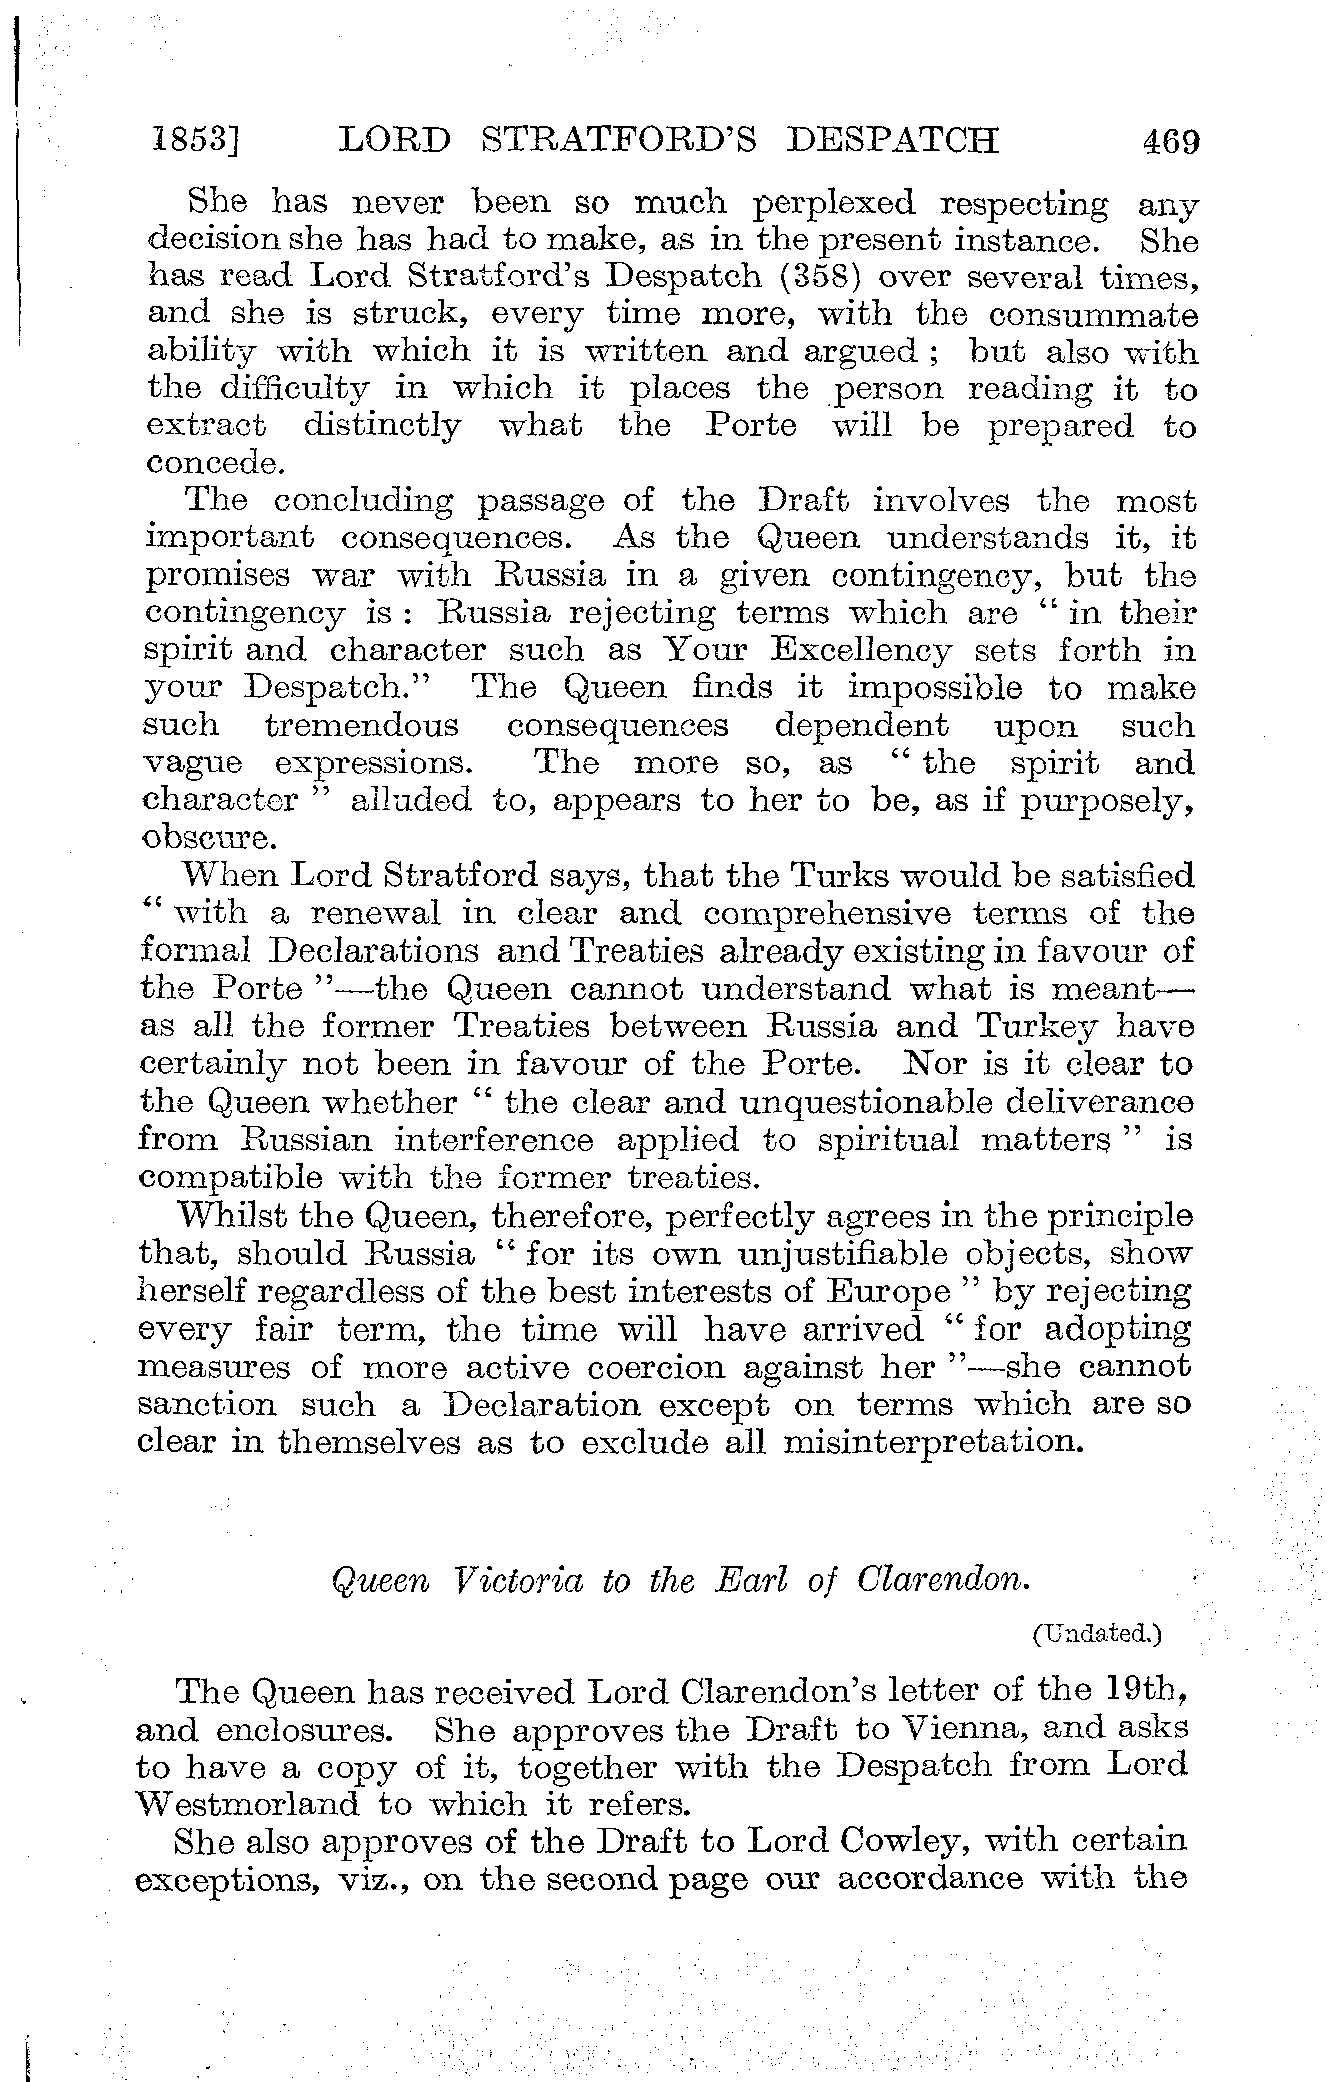 1853] LORD STRATFORD'S DESPATCH 469
She has never been so much perplexed respecting any
decision she has had to make, as in the present instance. She
has read Lord Stratford's Despatch (358) over several times,
and she is struck, every time more, with the consummate
ability with which it is written and argued ; but also with
the difficulty in which it places the person reading it to
extract distinctly what the Porte will be prepared to
concede.
The concluding passage of the Draft involves the most
important consequences. As the Queen understands it, it
promises war with Russia in a given contingency, but the
contingency is : Russia rejecting terms which are “ in their
spirit and character such as Your Excellency sets forth in
your Despatch.” The Queen finds it impossible to make
such tremendous consequences dependent upon such
vague expressions. The more so, as “ the spirit and
character ” alluded to, appears to her to be, as if purposely,
obscure.
When Lord Stratford says, that the Turks would be satisfied
“ with a renewal in clear and comprehensive terms of the
formal Declarations and Treaties already existing in favour of
the Porte ”—the Queen cannot understand what is meant—
as all the former Treaties between Russia and Turkey have
certainly not been in favour of the Porte. Nor is it clear to
the Queen whether “ the clear and unquestionable deliverance
from Russian interference applied to spiritual matters ” is
compatible with the former treaties.
Whilst the Queen, therefore, perfectly agrees in the principle
that, should Russia “ for its own unjustifiable objects, show
herself regardless of the best interests of Europe ” by rejecting
every fair term, the time will have arrived “ for adopting
measures of more active coercion against her ”—she cannot
sanction such a Declaration except on terms which are so
clear in themselves as to exclude all misinterpretation.
Queen Victoria to the Earl of Clarendon.
(Undated.)
The Queen has received Lord Clarendon's letter of the 19th,
and enclosures. She approves the Draft to Vienna, and asks
to have a copy of it, together with the Despatch from Lord
Westmorland to which it refers.
She also approves of the Draft to Lord Cowley, with certain
exceptions, viz., on the second page our accordance with the